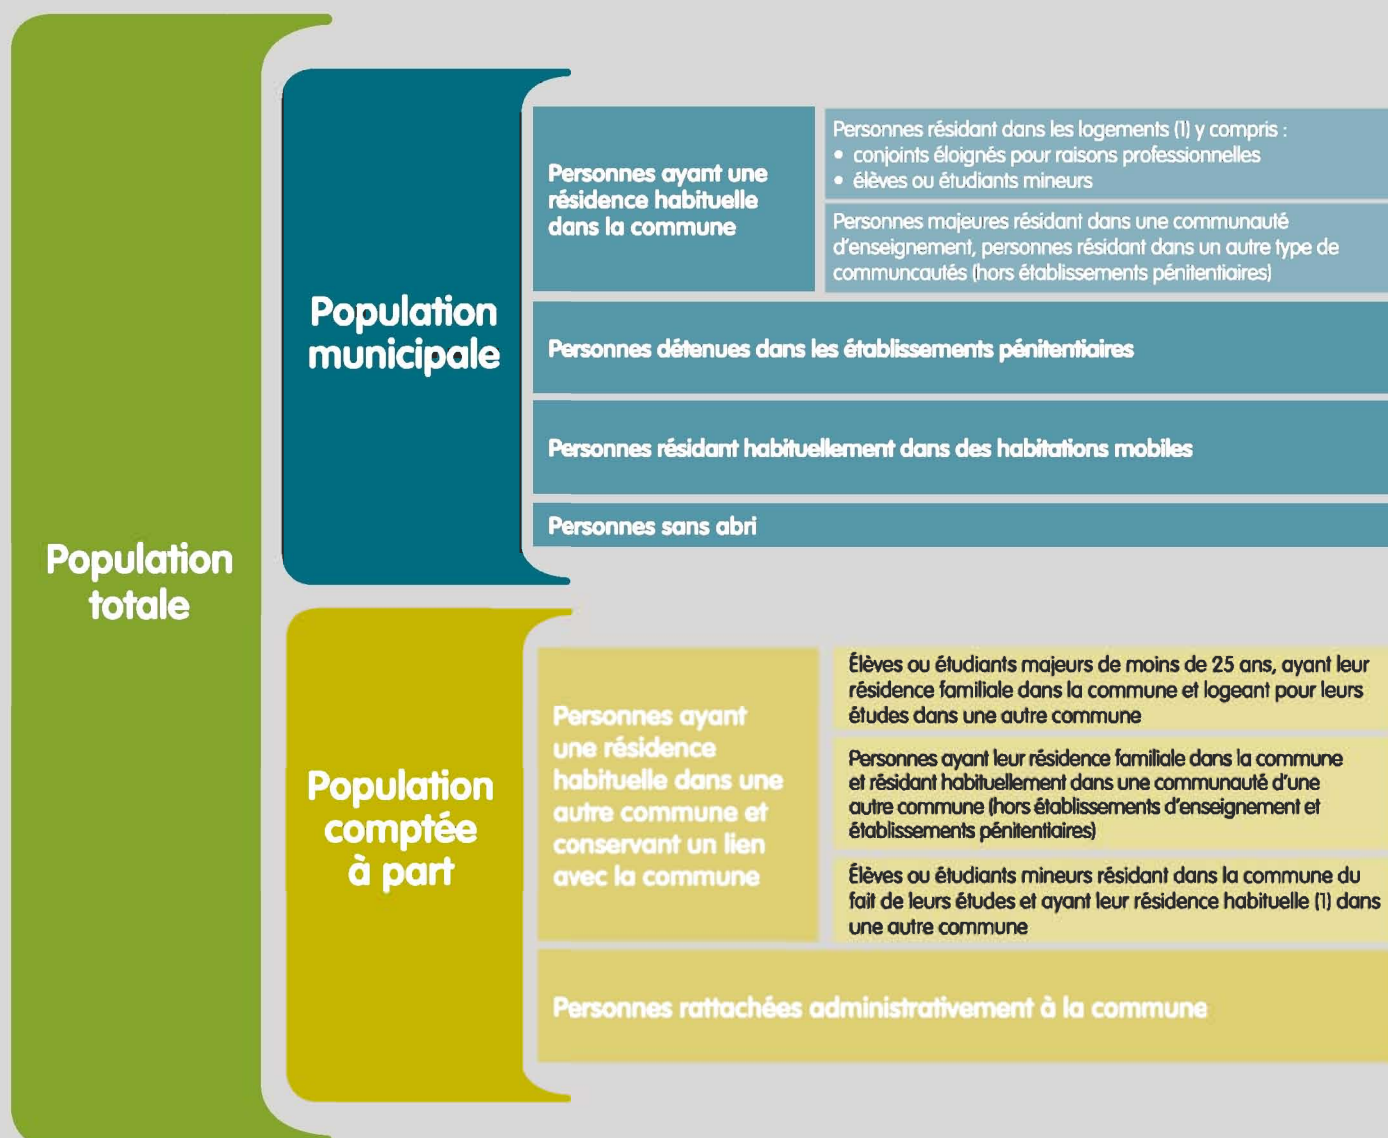 Population
totale
Population
municipale
Personnes ayant une
résidence habituelle
dans la commune
Personnes résidant dans les logements (1) y compris :
• conjoints éloignés pour raisons professionnelles
• élèves ou étudiants mineurs
Personnes majeures résidant dans une communauté
d'enseignement, personnes résidant dans un autre type de
communcautés (hors établissements pénitentiaires)
Personnes détenues dans les établissements pénitentiaires
Personnes résidant habituellement dans des habitations mobiles
Personnes sans abri
Population
comptée
à part
Personnes ayant
une résidence
habituelle dans une
autre commune et
conservant un lien
avec la commune
Élèves ou étudiants majeurs de moins de 25 ans, ayant leur
résidence familiale dans la commune et logeant pour leurs
études dans une autre commune
Personnes ayant leur résidence familiale dans la commune
et résidant habituellement dans une communauté d'une
autre commune (hors établissements d'enseignement et
établissements pénitentiaires)
Élèves ou étudiants mineurs résidant dans la commune du
fait de leurs études et ayant leur résidence habituelle (1) dans
une autre commune
Personnes rattachées administrativement à la commune